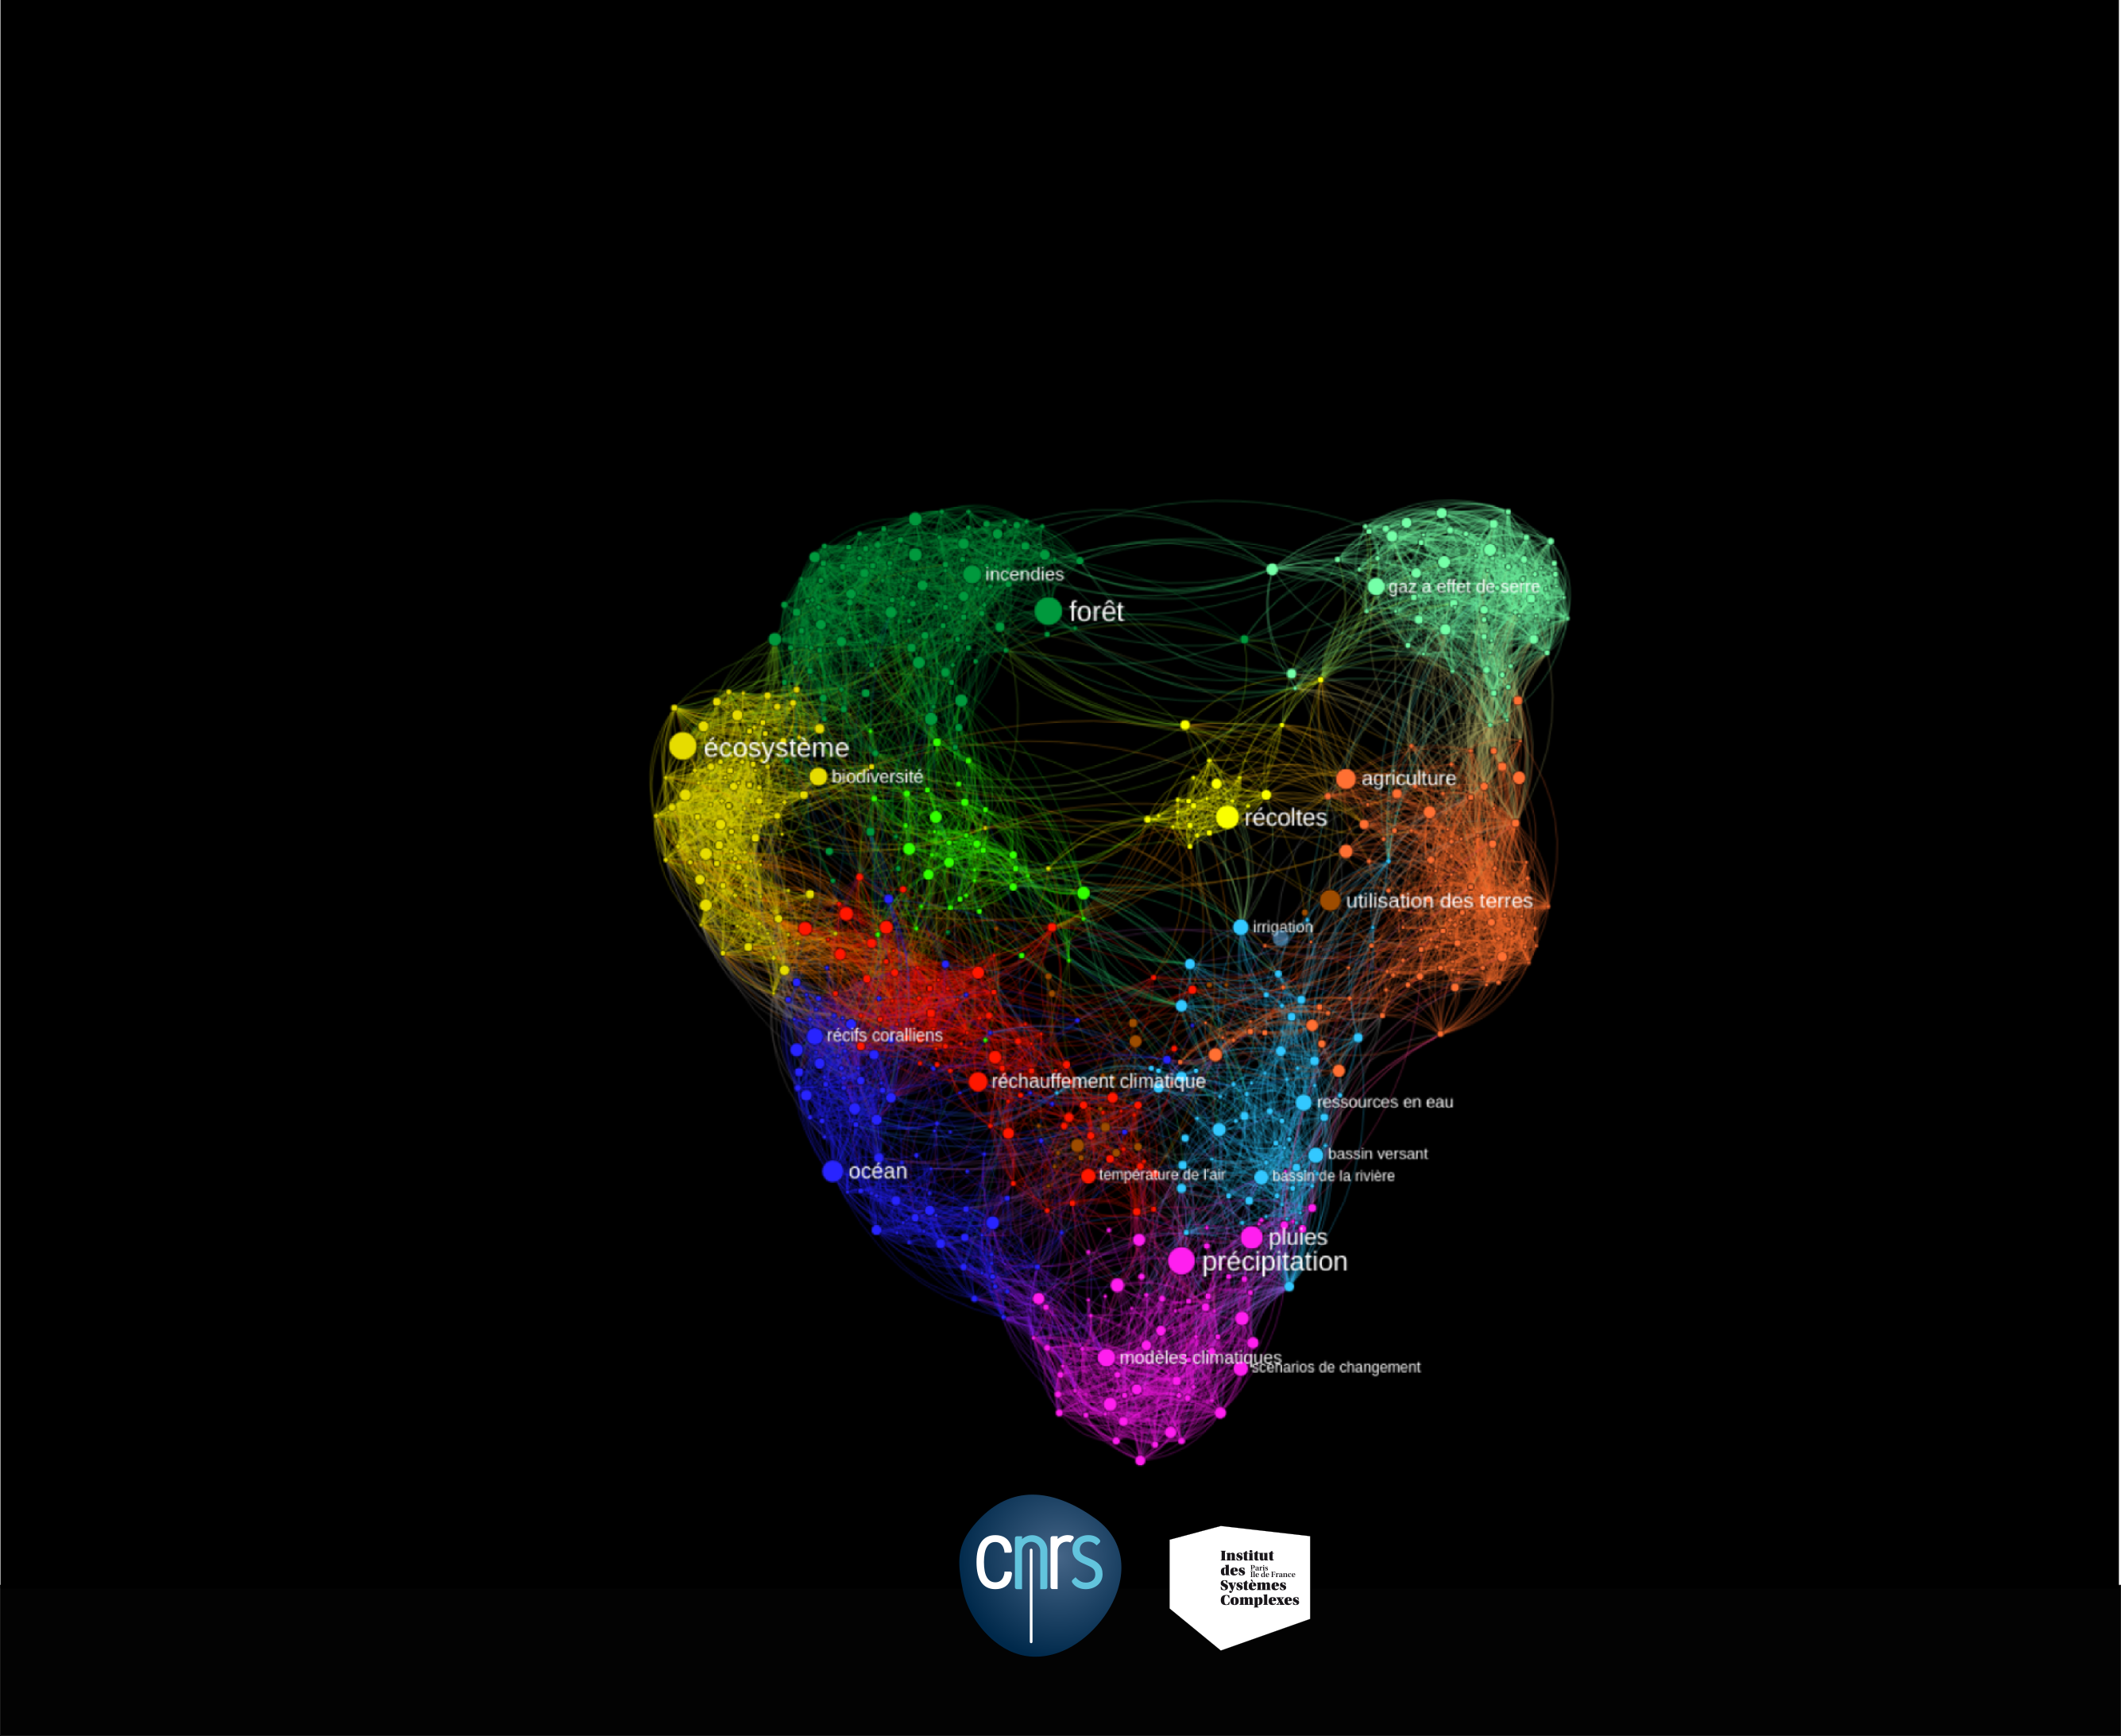 incendies
forêt
gaz a effet de serre
écosystème
biodiversité
agriculture
récoltes
utilisation des terres
irrigation
récifs coralliens
réchauffement climatique
ressources en eau
bassin versant
océan
température de l'air
bassin de la rivière
pluies
précipitation
modèles climatiques
scénarios de changement
cnrs
Institut
des Paris
Île de France
Systèmes
Complexes